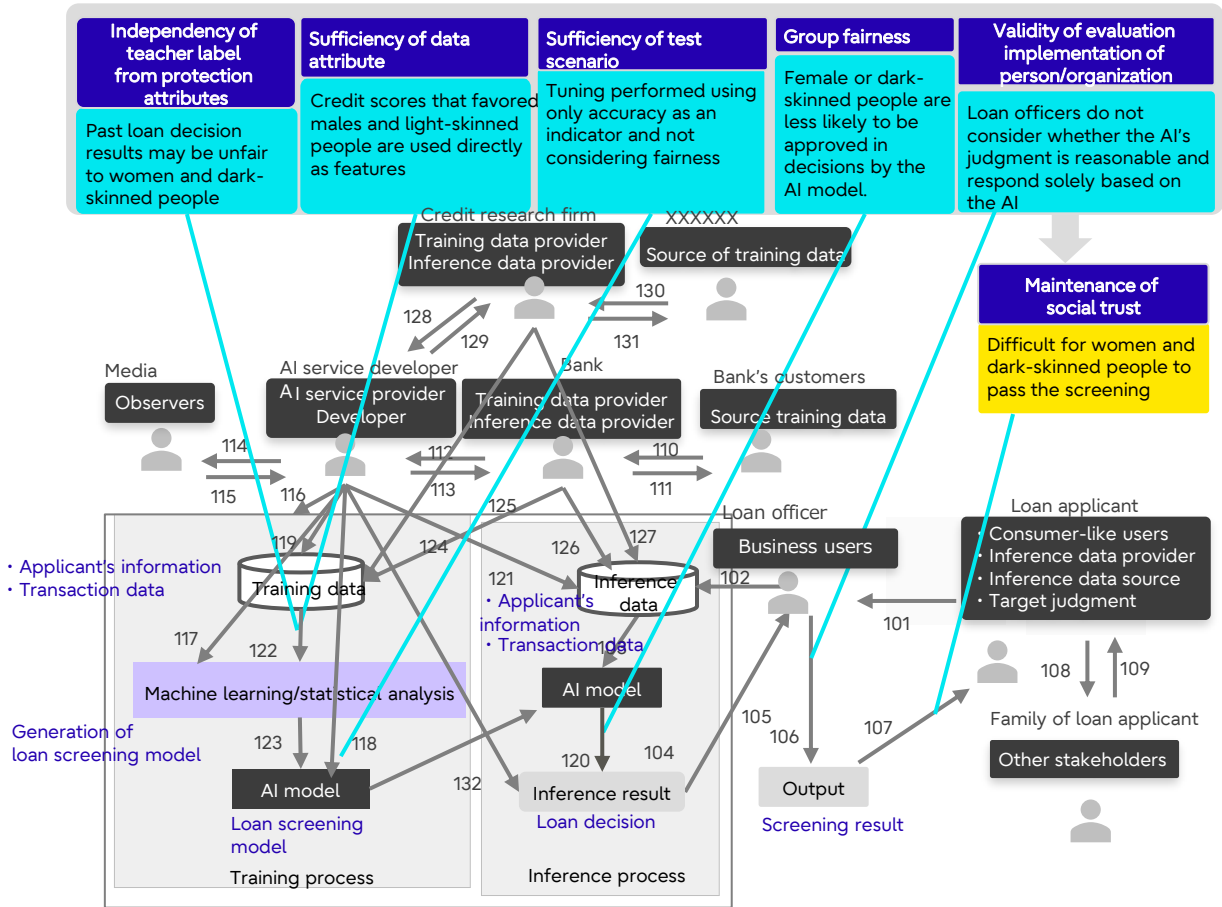 Independency of
teacher label
from protection
attributes
Past loan decision
results may be unfair
to women and dark-
skinned people
Sufficiency of data
attribute
Credit scores that favored
males and light-skinned
people are used directly
as features
Sufficiency of test
scenario
Tuning performed using
only accuracy as an
indicator and not
considering fairness
Group fairness
Female or dark-
skinned people are
less likely to be
approved in
decisions by the
AI model.
Validity of evaluation
implementation of
person/organization
Loan officers do not
consider whether the AI's
judgment is reasonable and
respond solely based on
the AI
Maintenance of
social trust
Difficult for women and
dark-skinned people to
pass the screening
Credit research firm
Training data provider
Inference data provider
XXXXXX
Source of training data
128
129
130
131
Media
Observers
AI service developer
AI service provider
Developer
Bank
Training data provider
Inference data provider
Bank's customers
Source training data
114
115
112
113
110
111
116
125
119
124
126
127
Training data
・Applicant's information
・Transaction data
121
Inference
data
・Applicant's
information
・Transaction data
102
Loan officer
Business users
Loan applicant
・Consumer-like users
・Inference data provider
・Inference data source
・Target judgment
101
117
122
Machine learning/statistical analysis
Generation of
loan screening model
123
118
AI model
Loan screening
model
Training process
132
AI model
120
104
Inference result
Loan decision
Inference process
105
106
107
Output
Screening result
108
109
Family of loan applicant
Other stakeholders